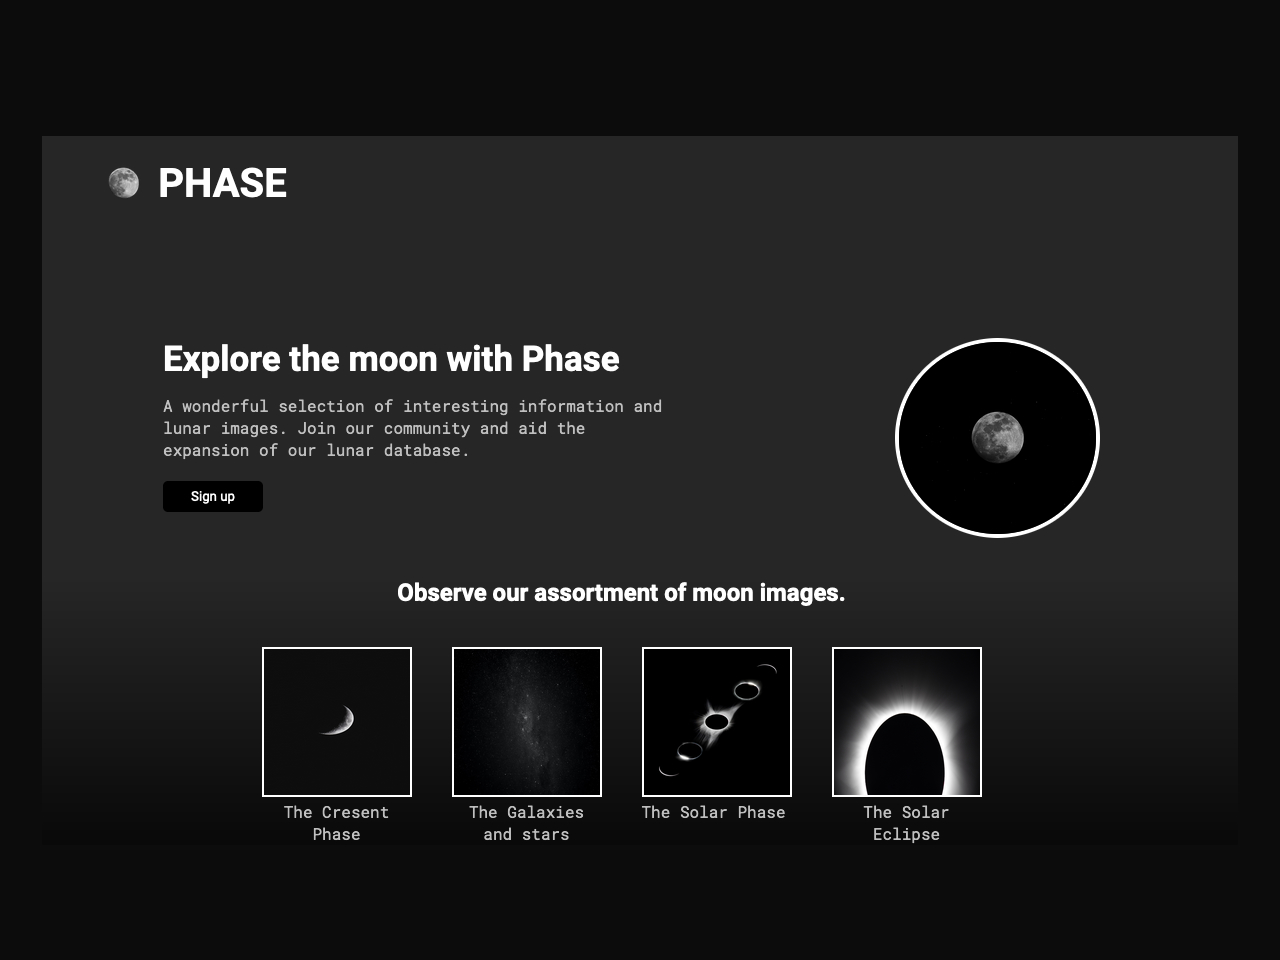 PHASE
Explore the moon with Phase
A wonderful selection of interesting information and
lunar images. Join our community and aid the
expansion of our lunar database.
Sign up
Observe our assortment of moon images.
The Cresent
Phase
The Galaxies
and stars
The Solar Phase
The Solar
Eclipse